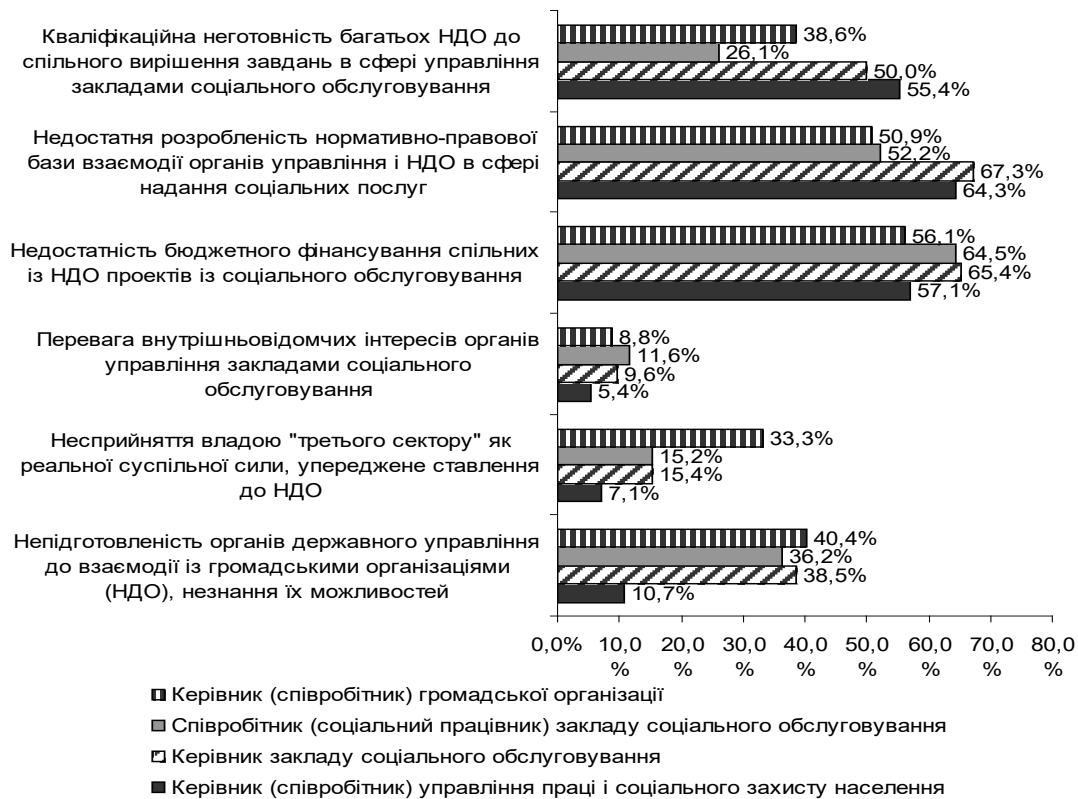 Кваліфікаційна неготовність багатьох НДО до
спільного вирішення завдань в сфері управління
закладами соціального обслуговування
38,6%
26,1%
50,0%
55,4%
Недостатня розробленість нормативно-правової
бази взаємодії органів управління і НДО в сфері
надання соціальних послуг
50,9%
52,2%
67,3%
64,3%
Недостатність бюджетного фінансування спільних
із НДО проектів із соціального обслуговування
56,1%
64,5%
65,4%
57,1%
Перевага внутрішньовідомчих інтересів органів
управління закладами соціального
обслуговування
8,8%
11,6%
9,6%
5,4%
Несприйняття владою "третього сектору" як
реальної суспільної сили, упереджене ставлення
до НДО
33,3%
15,2%
15,4%
7,1%
Непідготовленість органів державного управління
до взаємодії із громадськими організаціями
(НДО), незнання їх можливостей
40,4%
36,2%
38,5%
10,7%
0,0% 10,0 20,0 30,0 40,0 50,0 60,0 70,0 80,0
% % % % % % % %
Керівник (співробітник) громадської організації
Співробітник (соціальний працівник) закладу соціального обслуговування
Керівник закладу соціального обслуговування
Керівник (співробітник) управління праці і соціального захисту населення